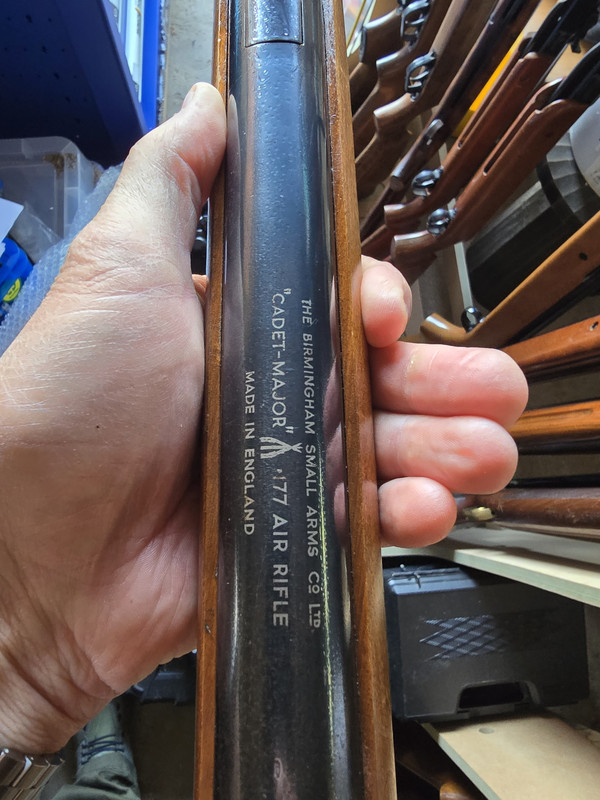 THE BIRMINGHAM SMALL ARMS Cº LTD.
"CADET-MAJOR" .177 AIR RIFLE
MADE IN ENGLAND